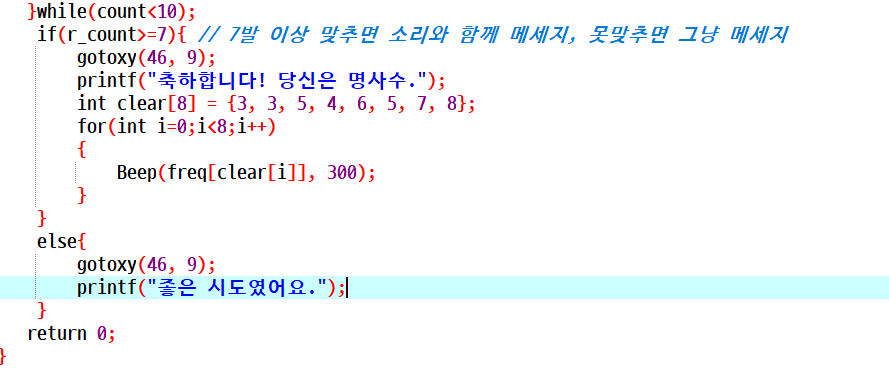 }while(count<10);
if(r_count>=7){ // 7발 이상 맞추면 소리와 함께 메세지, 못맞추면 그냥 메세지
gotoxy(46, 9);
printf("축하합니다! 당신은 명사수.");
int clear[8] = {3, 3, 5, 4, 6, 5, 7, 8};
for(int i=0;i<8;i++)
{
Beep(freq[clear[i]], 300);
}
}
else{
gotoxy(46, 9);
printf("좋은 시도였어요.");
}
return 0;
}